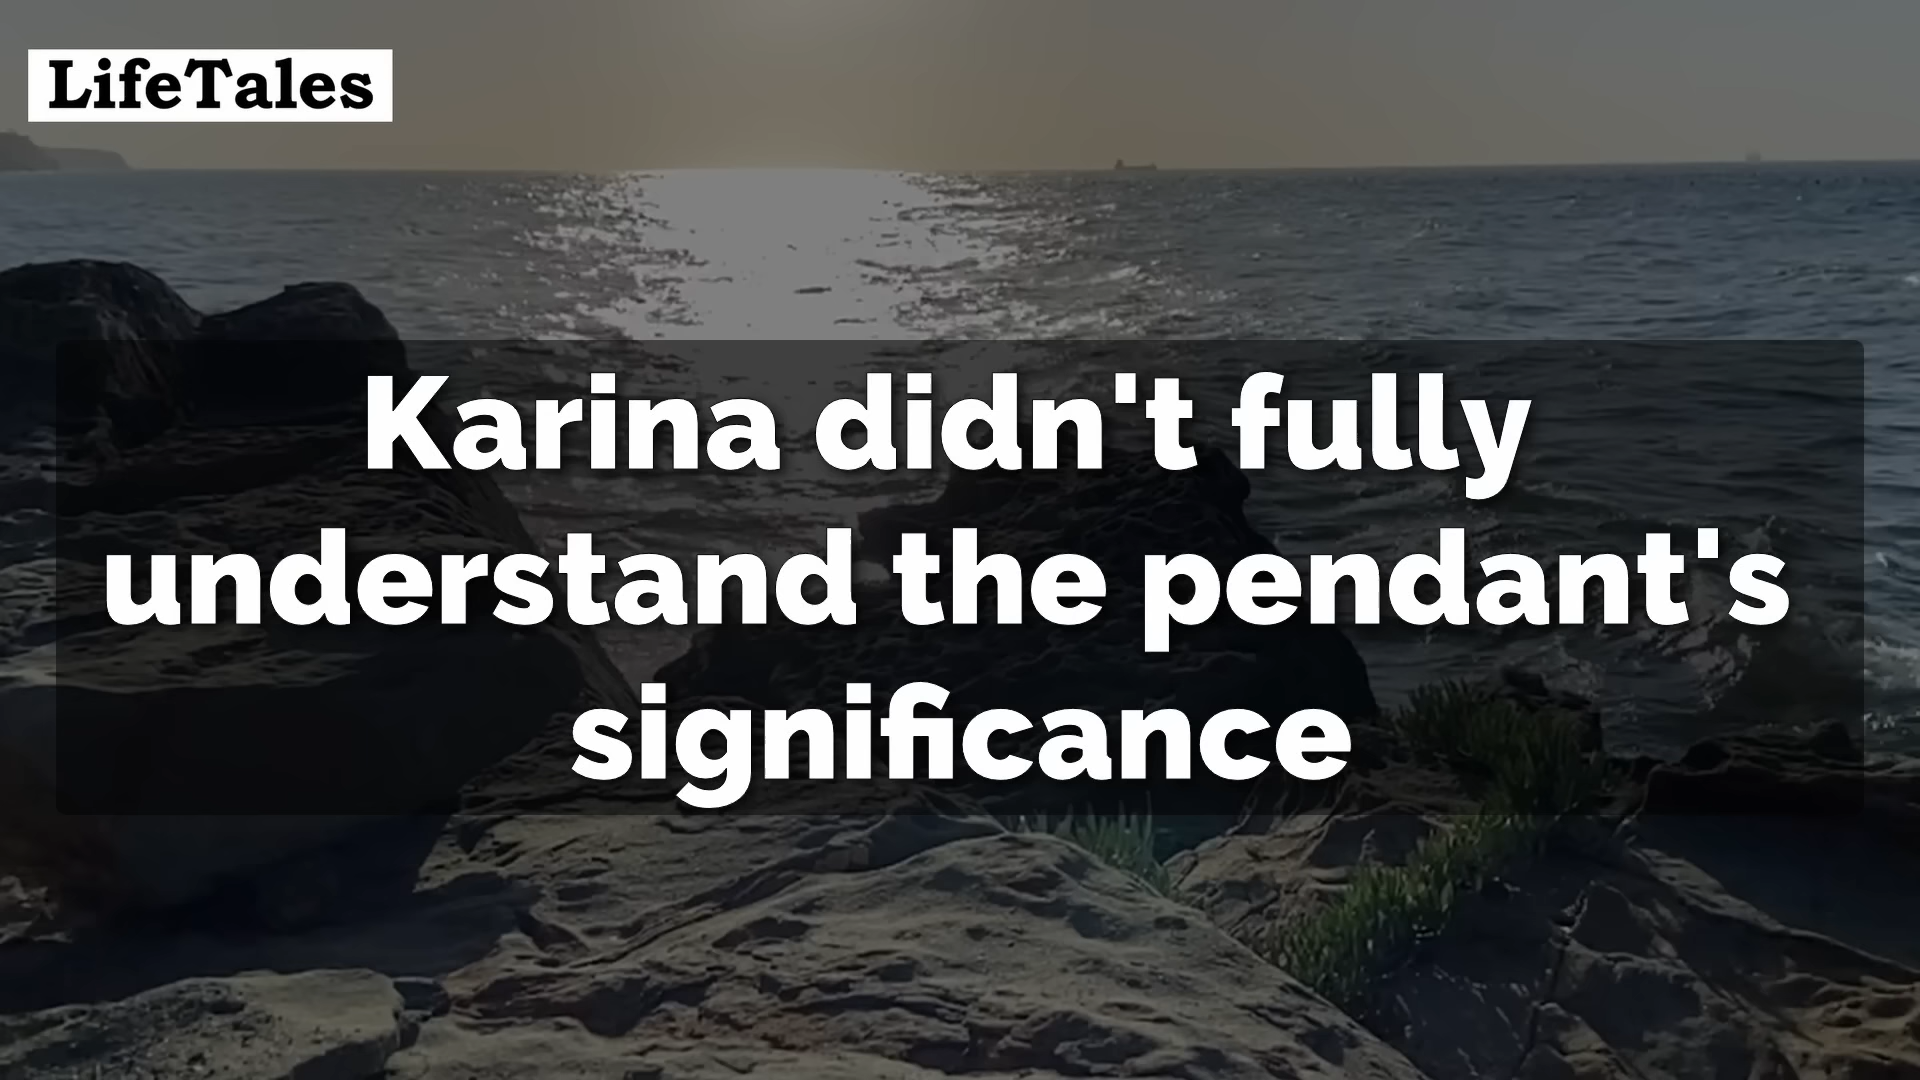 LifeTales
Karina didn't fully
understand the pendant's
significance